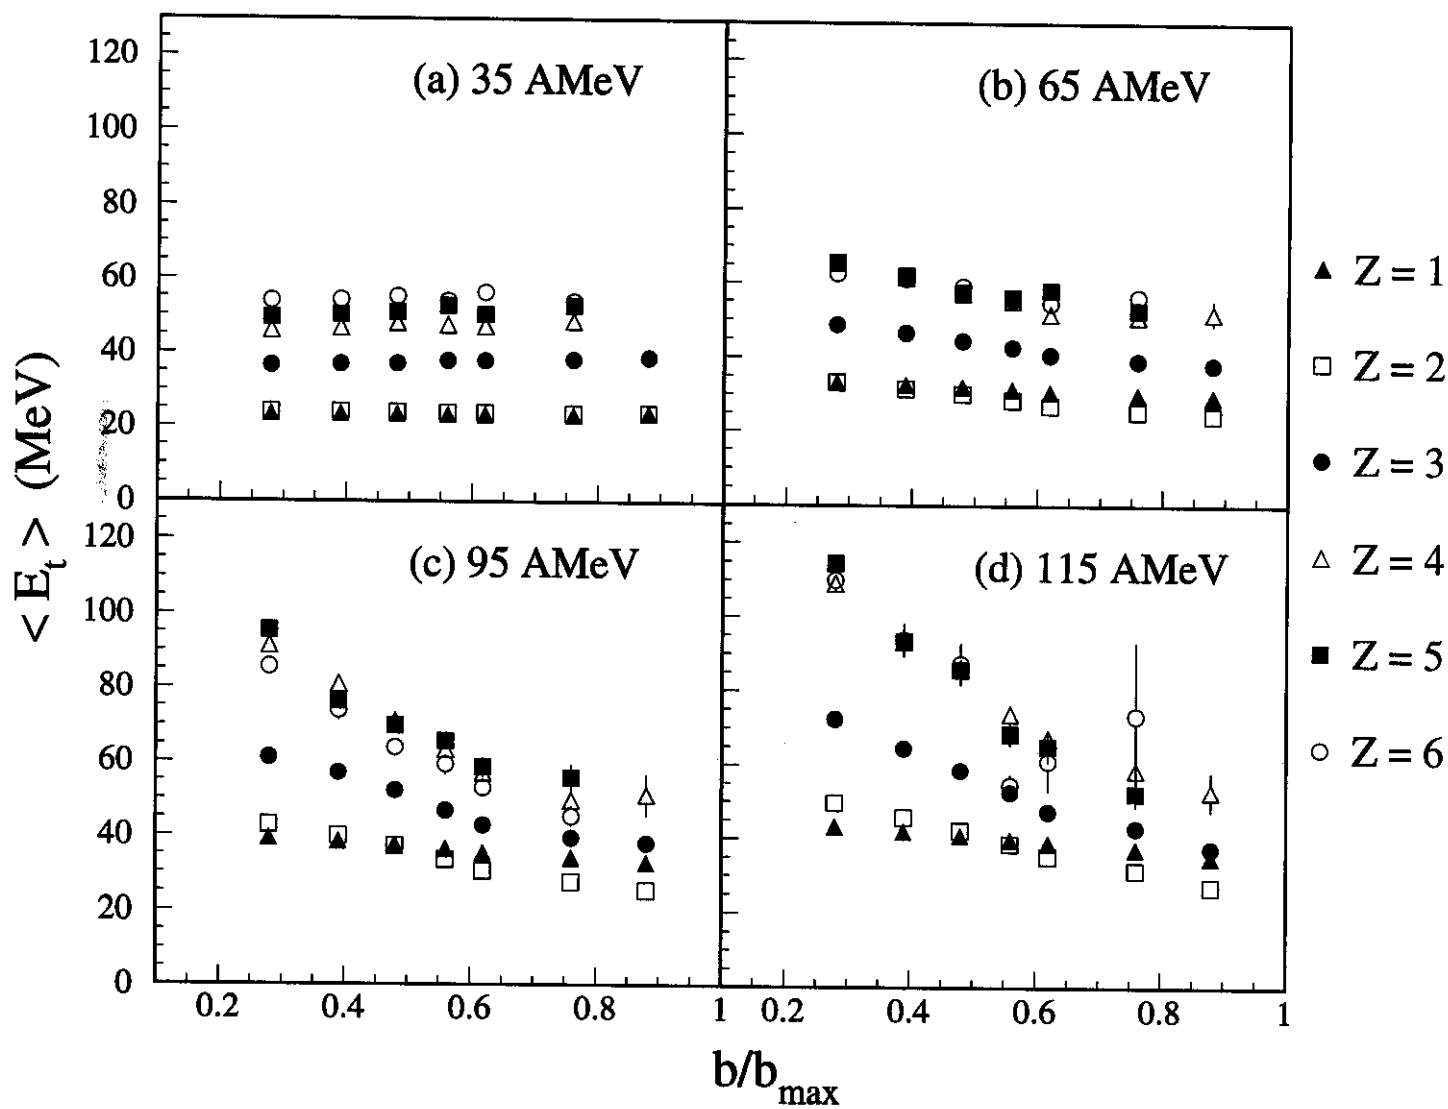 (a) 35 AMeV
(b) 65 AMeV
120
100
80
60
40
20
0
(c) 95 AMeV
(d) 115 AMeV
120
100
80
60
40
20
0
0.2 0.4 0.6 0.8 1
0.2 0.4 0.6 0.8 1
< E_t > (MeV)
b/b_max
Z = 1
Z = 2
Z = 3
Z = 4
Z = 5
Z = 6